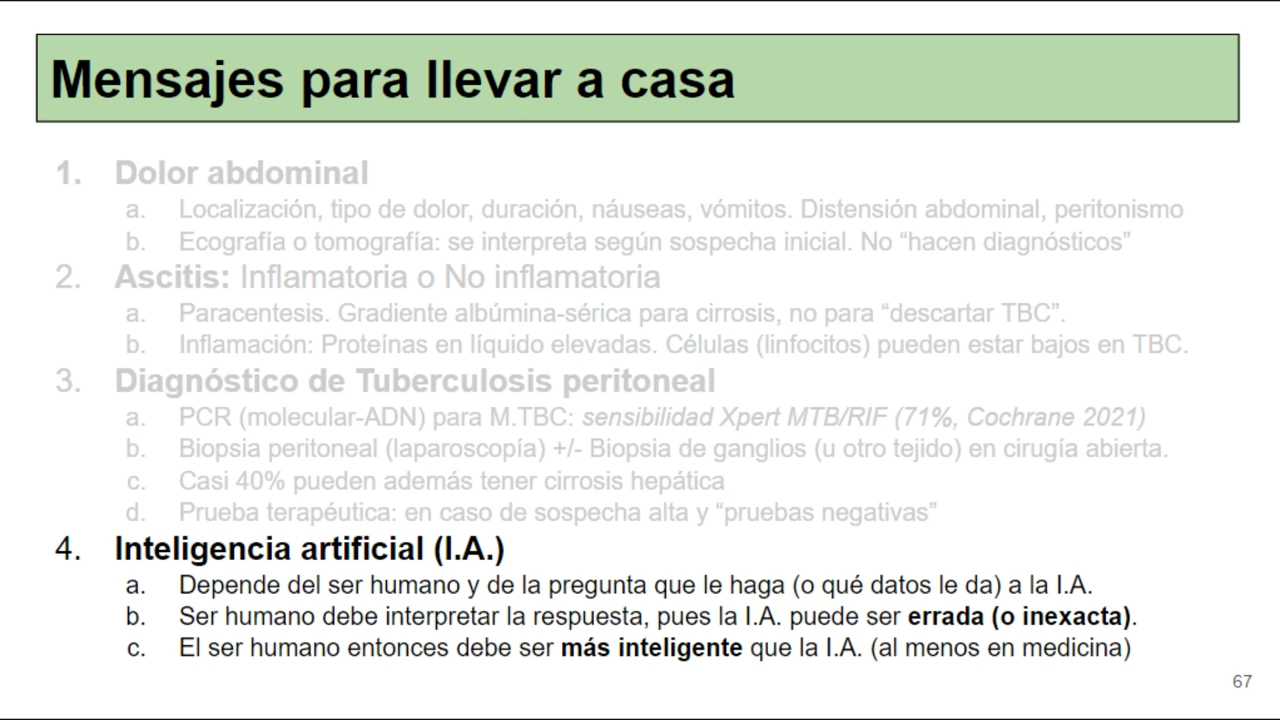 Mensajes para llevar a casa
1. Dolor abdominal
a. Localización, tipo de dolor, duración, náuseas, vómitos. Distensión abdominal, peritonismo
b. Ecografía o tomografía: se interpreta según sospecha inicial. No “hacen diagnósticos”
2. Ascitis: Inflamatoria o No inflamatoria
a. Paracentesis. Gradiente albúmina-sérica para cirrosis, no para “descartar TBC”.
b. Inflamación: Proteínas en líquido elevadas. Células (linfocitos) pueden estar bajos en TBC.
3. Diagnóstico de Tuberculosis peritoneal
a. PCR (molecular-ADN) para M.TBC: sensibilidad Xpert MTB/RIF (71%, Cochrane 2021)
b. Biopsia peritoneal (laparoscopía) +/- Biopsia de ganglios (u otro tejido) en cirugía abierta.
c. Casi 40% pueden además tener cirrosis hepática
d. Prueba terapéutica: en caso de sospecha alta y “pruebas negativas”
4. Inteligencia artificial (I.A.)
a. Depende del ser humano y de la pregunta que le haga (o qué datos le da) a la I.A.
b. Ser humano debe interpretar la respuesta, pues la I.A. puede ser errada (o inexacta).
c. El ser humano entonces debe ser más inteligente que la I.A. (al menos en medicina)
67